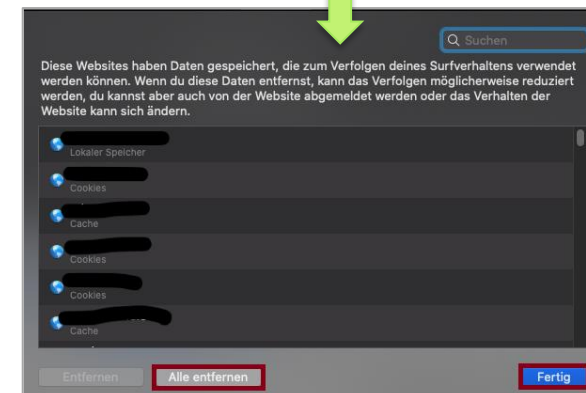 Suchen
Diese Websites haben Daten gespeichert, die zum Verfolgen deines Surfverhaltens verwendet
werden können. Wenn du diese Daten entfernst, kann das Verfolgen möglicherweise reduziert
werden, du kannst aber auch von der Website abgemeldet werden oder das Verhalten der
Website kann sich ändern.
Lokaler Speicher
Cookies
Cache
Cookies
Cookies
Cache
Entfernen Alle entfernen Fertig